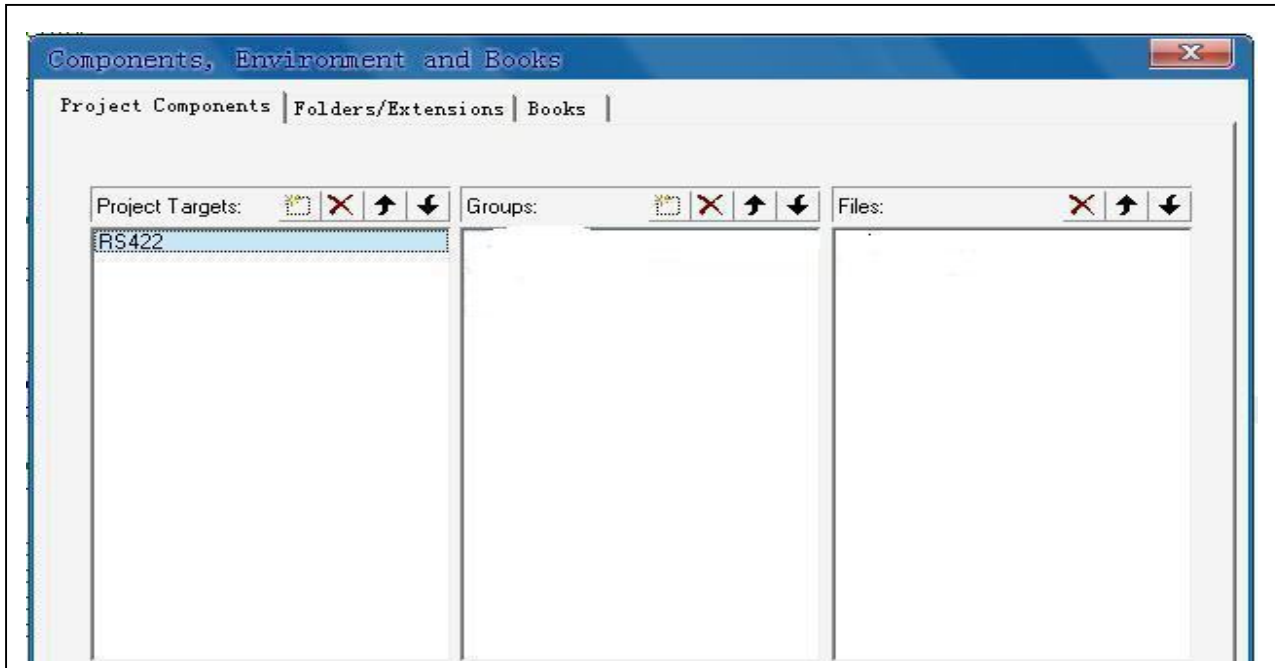 Components, Environment and Books
Project Components Folders/Extensions Books
Project Targets: Groups: Files:
RS422